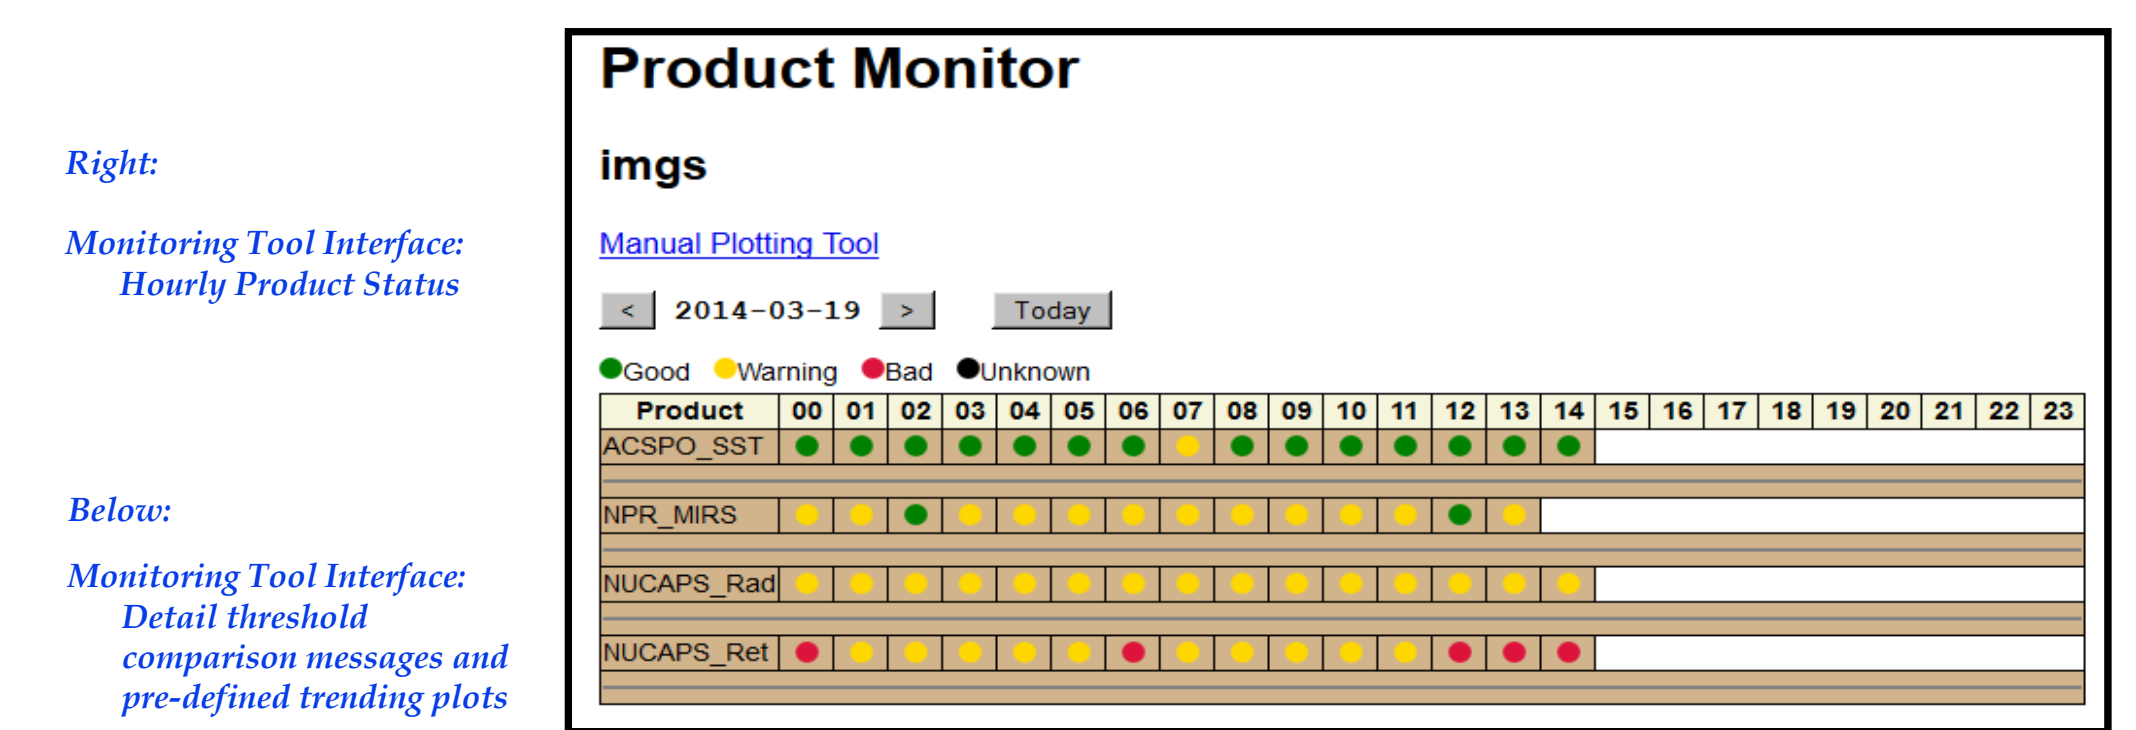 Right:
Monitoring Tool Interface:
Hourly Product Status
Below:
Monitoring Tool Interface:
Detail threshold
comparison messages and
pre-defined trending plots
Product Monitor
imgs
Manual Plotting Tool
< 2014-03-19 > Today
Good Warning Bad Unknown
Product 00 01 02 03 04 05 06 07 08 09 10 11 12 13 14 15 16 17 18 19 20 21 22 23
ACSPO_SST
NPR_MIRS
NUCAPS_Rad
NUCAPS_Ret